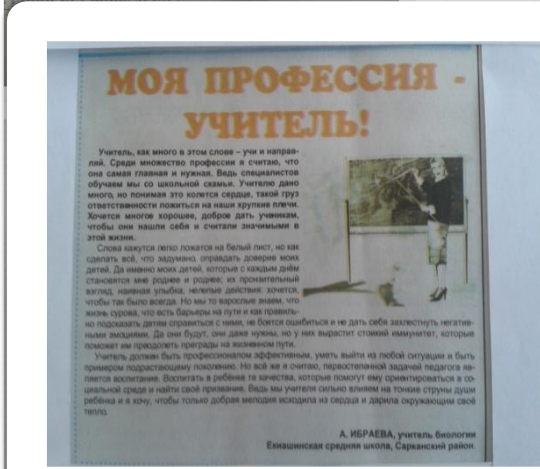 МОЯ ПРОФЕССИЯ -
УЧИТЕЛЬ!
Учитель, как много в этом слове – учи и направ-
ляй. Среди множество профессии я считаю, что
она самая главная и нужная. Ведь специалистов
обучаем мы со школьной скамьи. Учителю дано
много, но понимая это колется сердце, такой груз
ответственности ложиться на наши хрупкие плечи.
Хочется многое хорошее, доброе дать ученикам,
чтобы они нашли себя и считали значимыми в
этой жизни.
Слова кажутся легко ложатся на белый лист, но как
сделать всё, что задумано, оправдать доверие моих
детей. Да именно моих детей, которые с каждым днём
становятся мне роднее и роднее; их пронзительный
взгляд, наивная улыбка, нелепые действия; хочется,
чтобы так было всегда. Но мы то взрослые знаем, что
жизнь сурова, что есть барьеры на пути и как правиль-
но подсказать детям справиться с ними, не боятся ошибиться и не дать себя захлестнуть негатив-
ными эмоциями. Да они будут, они даже нужны, но у них вырастит стойкий иммунитет, который
поможет им преодолеть преграды на жизненном пути.
Учитель должен быть профессионалом эффективным, уметь выйти из любой ситуации и быть
примером подрастающему поколению. Но всё же я считаю, первостепенной задачей педагога яв-
ляется воспитание. Воспитать в ребёнке те качества, которые помогут ему ориентироваться в со-
циальной среде и найти своё призвание. Ведь мы учителя сильно влияем на тонкие струны души
ребёнка и я хочу, чтобы только добрая мелодия исходила из сердца и дарила окружающим своё
тепло.
А. ИБРАЕВА, учитель биологии
Екиашинская средняя школа, Сарканский район.